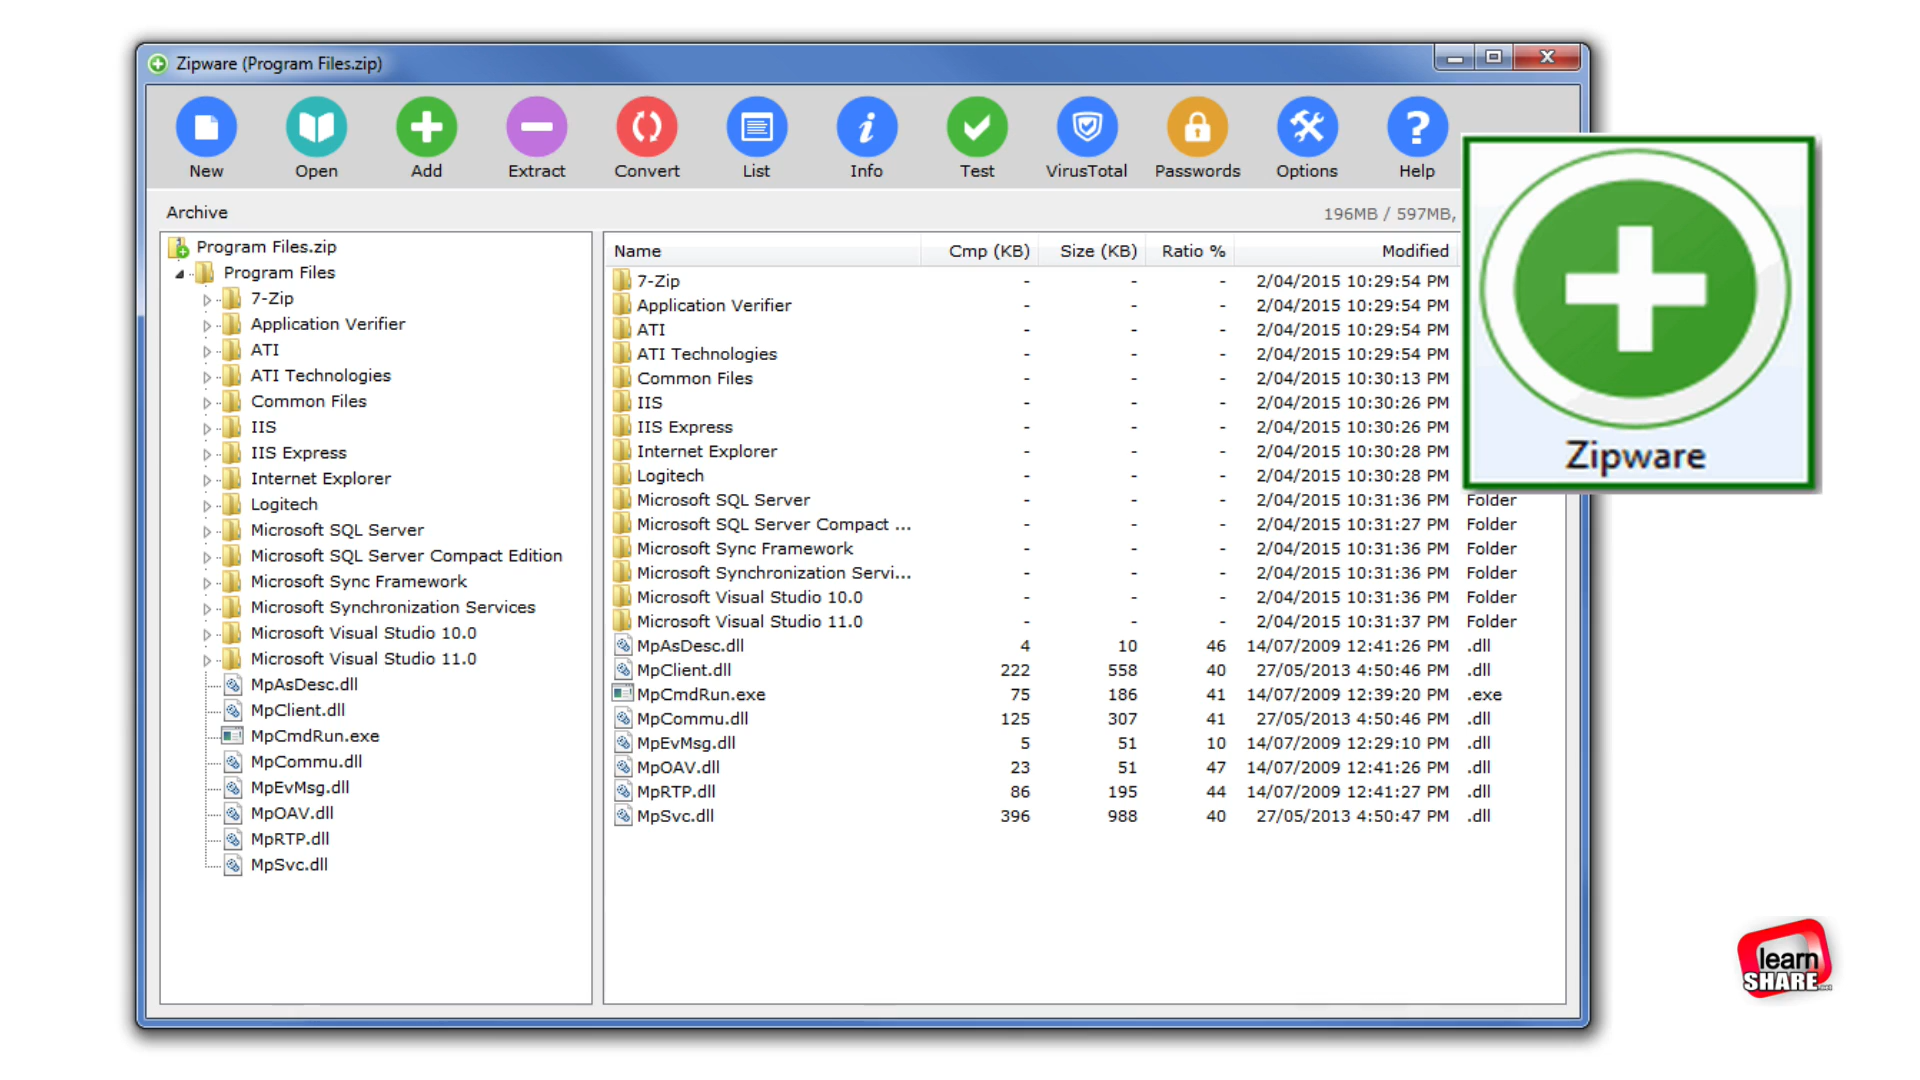 Zipware (Program Files.zip)
New Open Add Extract Convert List Info Test VirusTotal Passwords Options Help
Archive 196MB / 597MB,
Program Files.zip
Program Files
7-Zip
Application Verifier
ATI
ATI Technologies
Common Files
IIS
IIS Express
Internet Explorer
Logitech
Microsoft SQL Server
Microsoft SQL Server Compact Edition
Microsoft Sync Framework
Microsoft Synchronization Services
Microsoft Visual Studio 10.0
Microsoft Visual Studio 11.0
MpAsDesc.dll
MpClient.dll
MpCmdRun.exe
MpCommu.dll
MpEvMsg.dll
MpOAV.dll
MpRTP.dll
MpSvc.dll
Name Cmp (KB) Size (KB) Ratio % Modified
7-Zip - - - 2/04/2015 10:29:54 PM
Application Verifier - - - 2/04/2015 10:29:54 PM
ATI - - - 2/04/2015 10:29:54 PM
ATI Technologies - - - 2/04/2015 10:29:54 PM
Common Files - - - 2/04/2015 10:30:13 PM
IIS - - - 2/04/2015 10:30:26 PM
IIS Express - - - 2/04/2015 10:30:26 PM
Internet Explorer - - - 2/04/2015 10:30:28 PM
Logitech - - - 2/04/2015 10:30:28 PM
Microsoft SQL Server - - - 2/04/2015 10:31:36 PM Folder
Microsoft SQL Server Compact ... - - - 2/04/2015 10:31:27 PM Folder
Microsoft Sync Framework - - - 2/04/2015 10:31:36 PM Folder
Microsoft Synchronization Servi... - - - 2/04/2015 10:31:36 PM Folder
Microsoft Visual Studio 10.0 - - - 2/04/2015 10:31:36 PM Folder
Microsoft Visual Studio 11.0 - - - 2/04/2015 10:31:37 PM Folder
MpAsDesc.dll 4 10 46 14/07/2009 12:41:26 PM .dll
MpClient.dll 222 558 40 27/05/2013 4:50:46 PM .dll
MpCmdRun.exe 75 186 41 14/07/2009 12:39:20 PM .exe
MpCommu.dll 125 307 41 27/05/2013 4:50:46 PM .dll
MpEvMsg.dll 5 51 10 14/07/2009 12:29:10 PM .dll
MpOAV.dll 23 51 47 14/07/2009 12:41:26 PM .dll
MpRTP.dll 86 195 44 14/07/2009 12:41:27 PM .dll
MpSvc.dll 396 988 40 27/05/2013 4:50:47 PM .dll
Zipware
learn
SHARE